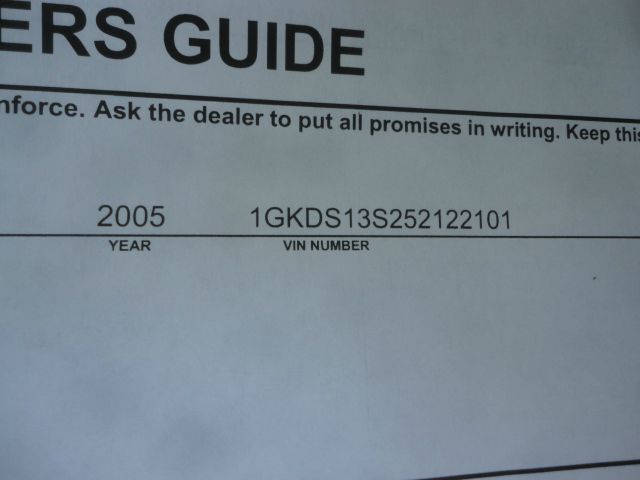 ERS GUIDE
nforce. Ask the dealer to put all promises in writing. Keep this
2005 1GKDS13S252122101
YEAR VIN NUMBER